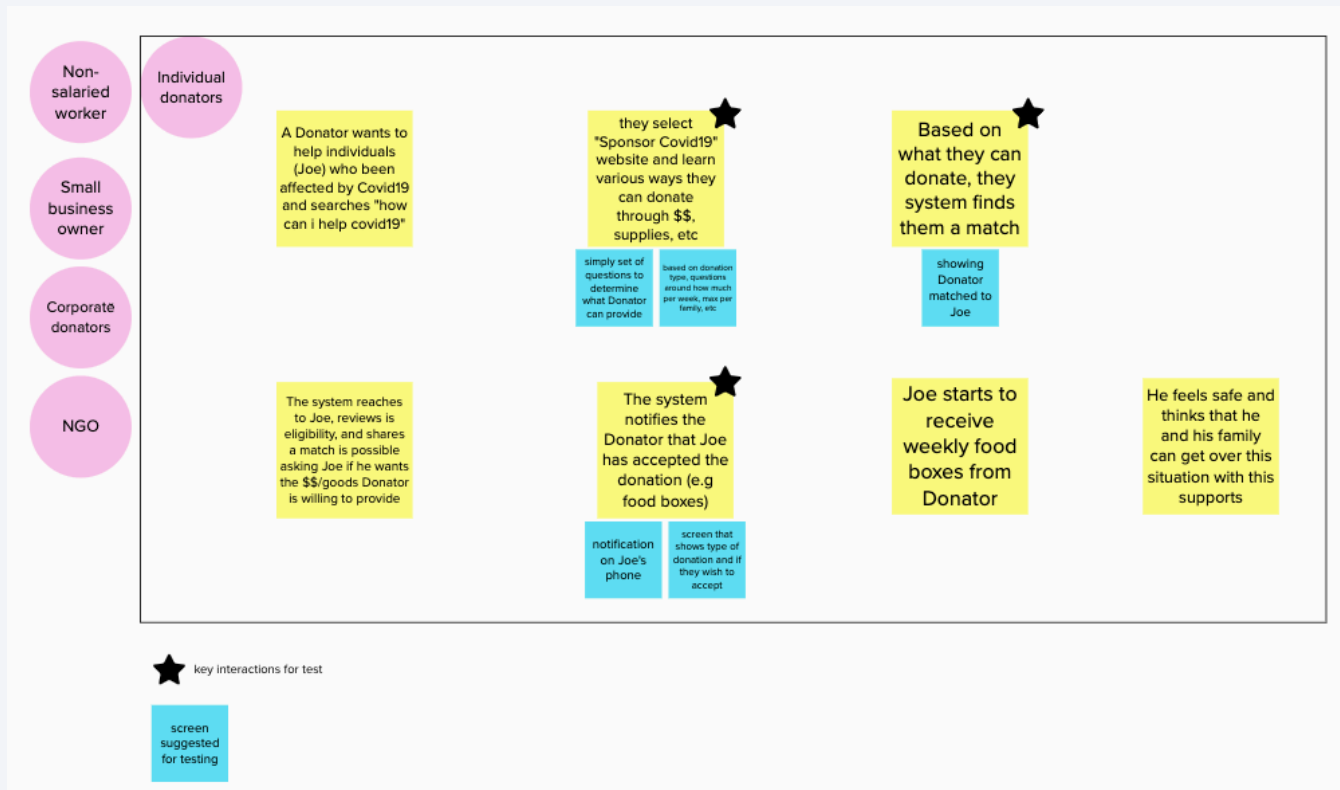 Non-
salaried
worker
Small
business
owner
Corporate
donators
NGO
Individual
donators
A Donator wants to
help individuals
(Joe) who been
affected by Covid19
and searches "how
can i help covid19"
they select
"Sponsor Covid19"
website and learn
various ways they
can donate
through $$,
supplies, etc
simply set of
questions to
determine
what Donator
can provide
based on donation
type, questions
around how much
per week, max per
family, etc
Based on
what they can
donate, they
system finds
them a match
showing
Donator
matched to
Joe
The system reaches
to Joe, reviews is
eligibility, and shares
a match is possible
asking Joe if he wants
the $$/goods Donator
is willing to provide
The system
notifies the
Donator that Joe
has accepted the
donation (e.g
food boxes)
notification
on Joe's
phone
screen that
shows type of
donation and if
they wish to
accept
Joe starts to
receive
weekly food
boxes from
Donator
He feels safe and
thinks that he
and his family
can get over this
situation with this
supports
key interactions for test
screen
suggested
for testing